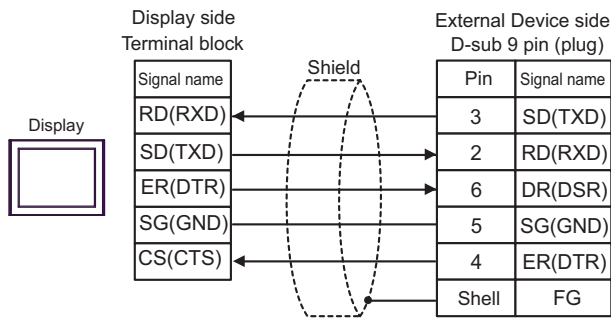 Display side
Terminal block
External Device side
D-sub 9 pin (plug)
Shield
Display
Signal name
Pin Signal name
RD(RXD) 3 SD(TXD)
SD(TXD) 2 RD(RXD)
ER(DTR) 6 DR(DSR)
SG(GND) 5 SG(GND)
CS(CTS) 4 ER(DTR)
Shell FG